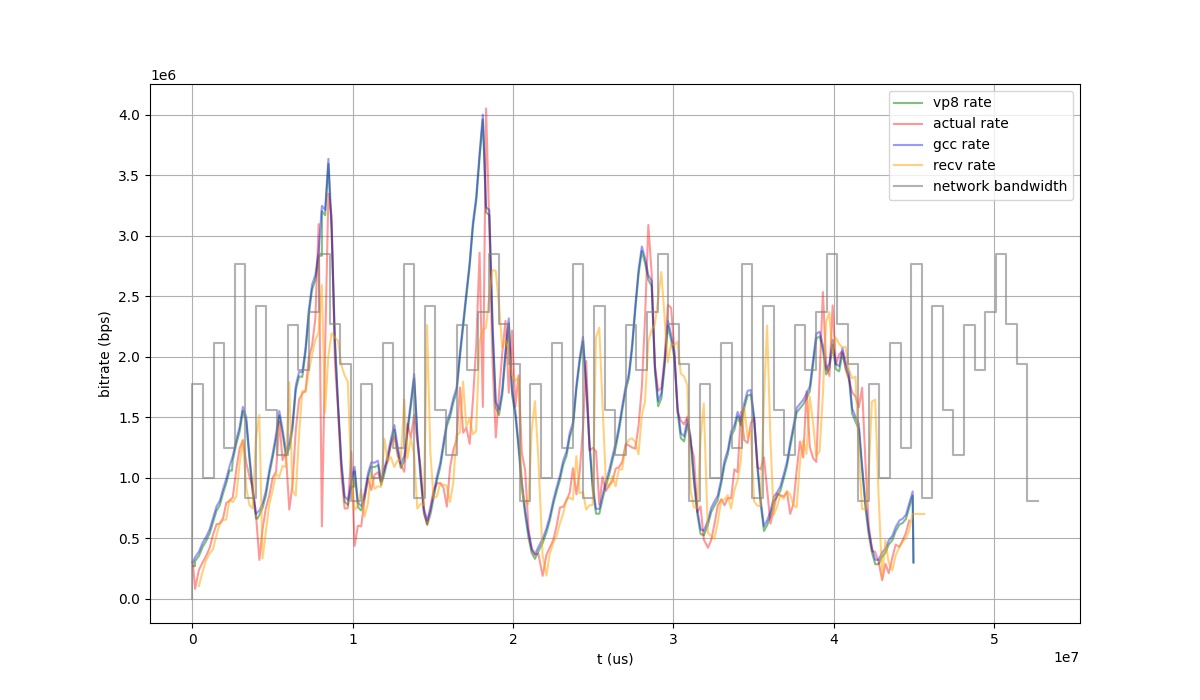 1e6
4.0
3.5
3.0
2.5
2.0
1.5
1.0
0.5
0.0
bitrate (bps)
vp8 rate
actual rate
gcc rate
recv rate
network bandwidth
0 1 2 3 4 5
t (us)
1e7